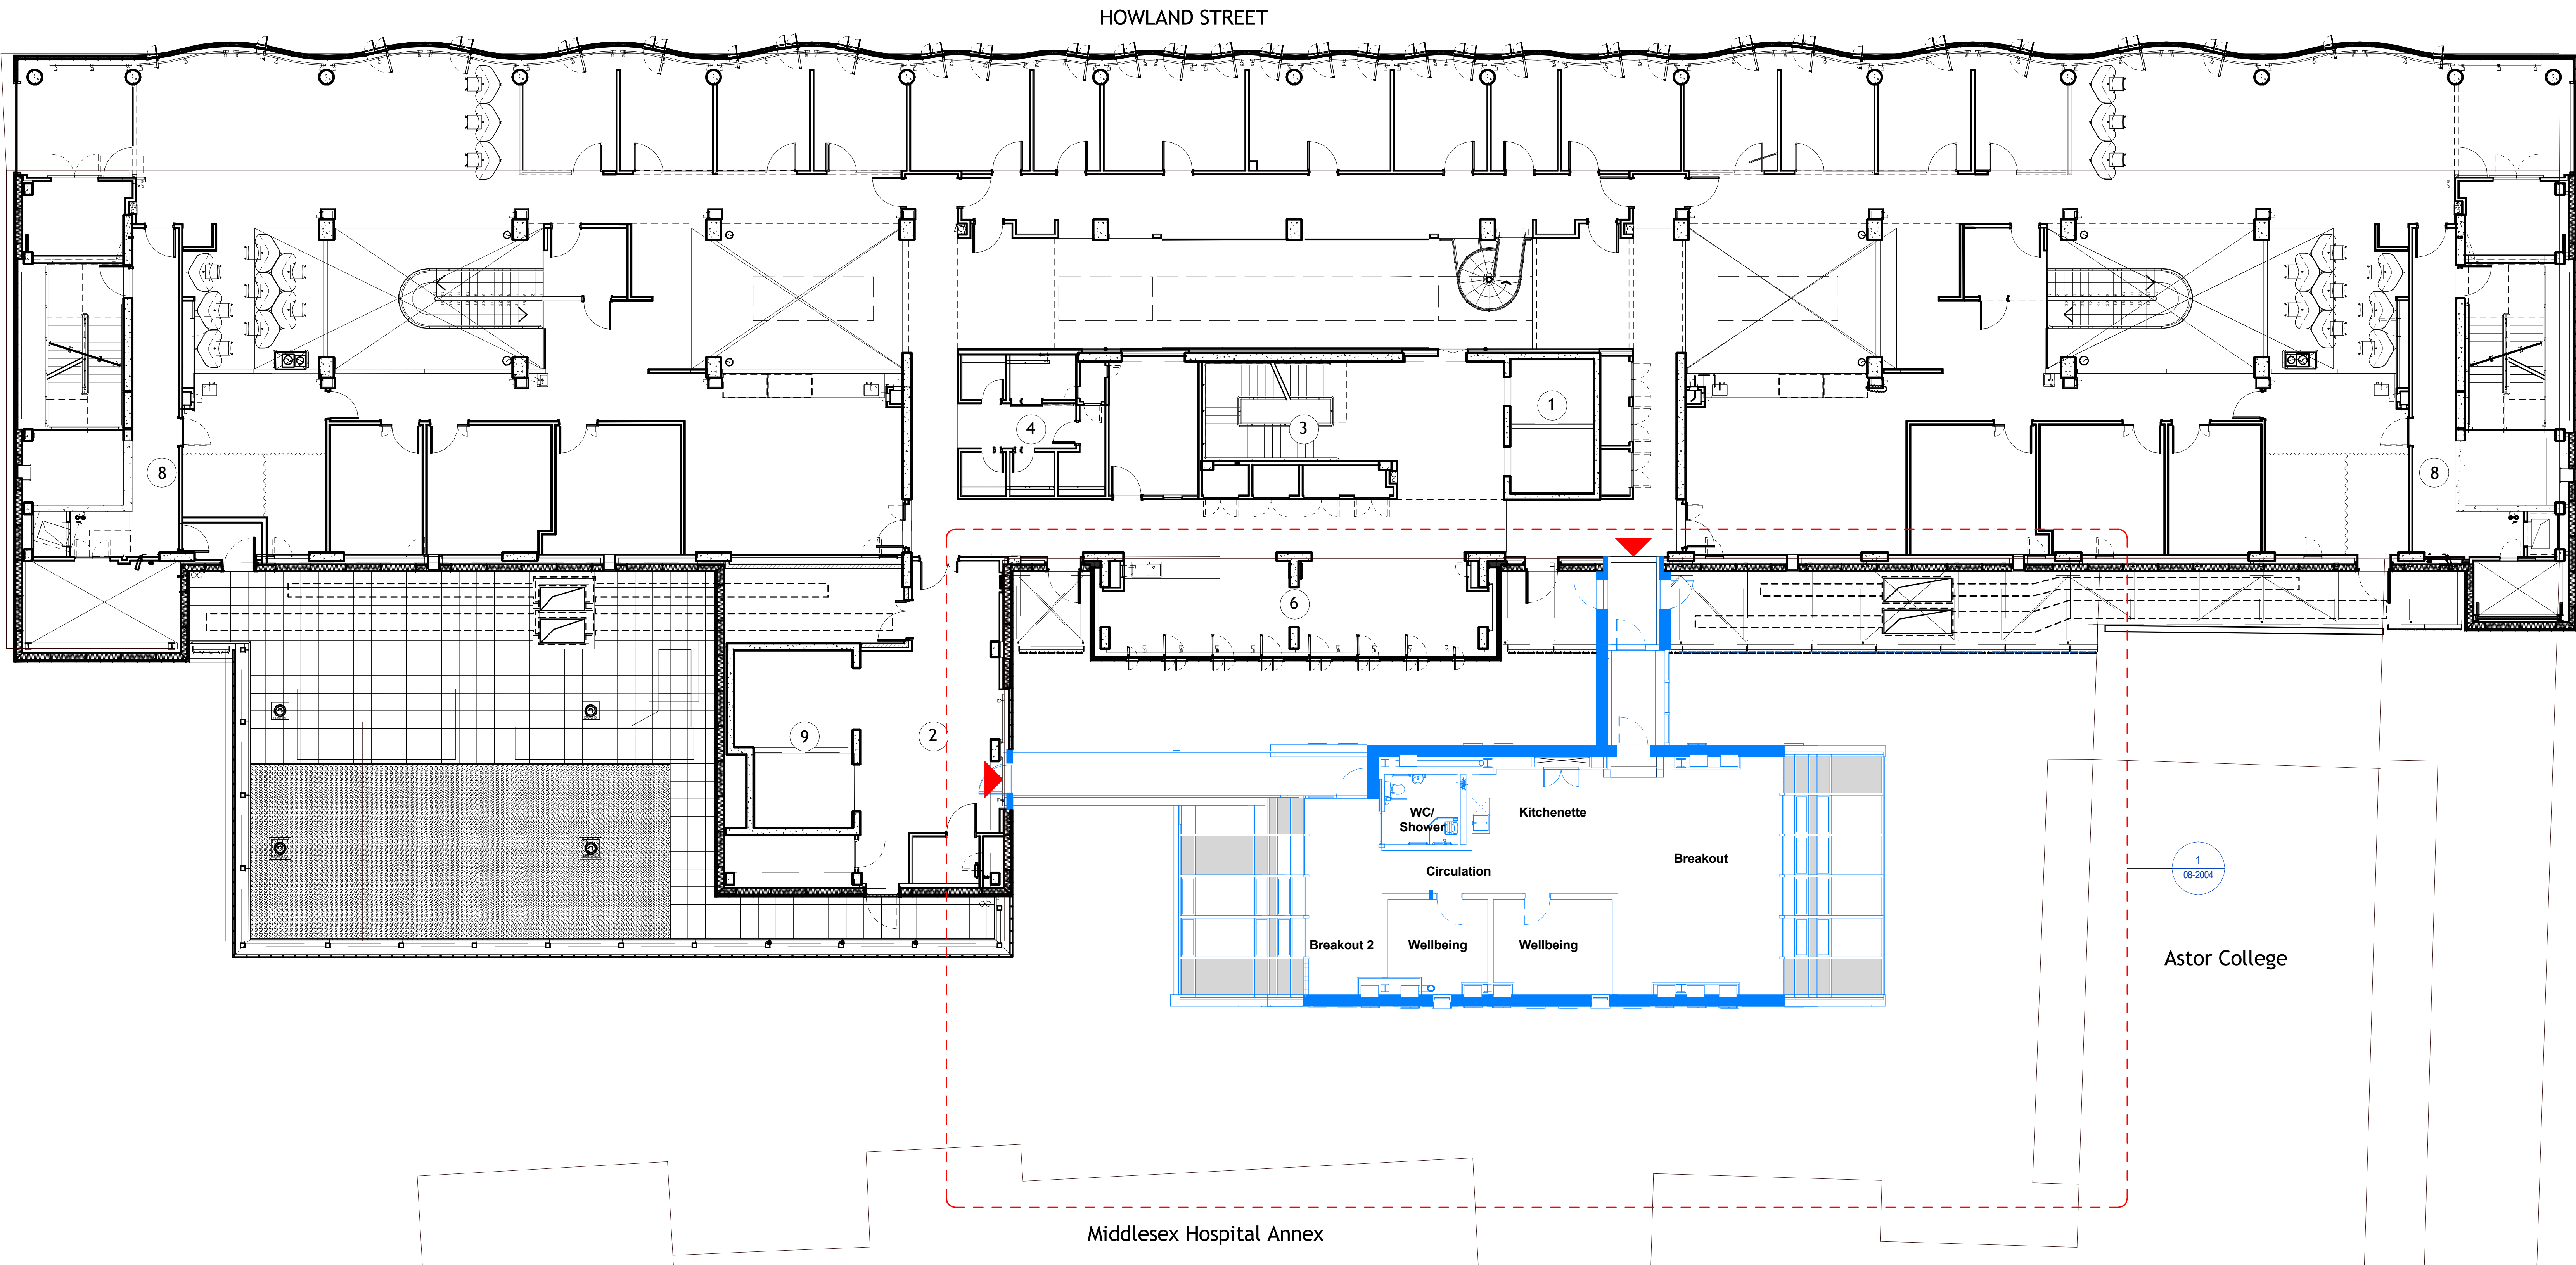 HOWLAND STREET
1
4
3
8
8
6
9
2
WC/
Shower
Kitchenette
Breakout
Circulation
1
08-2004
Breakout 2
Wellbeing
Wellbeing
Astor College
Middlesex Hospital Annex